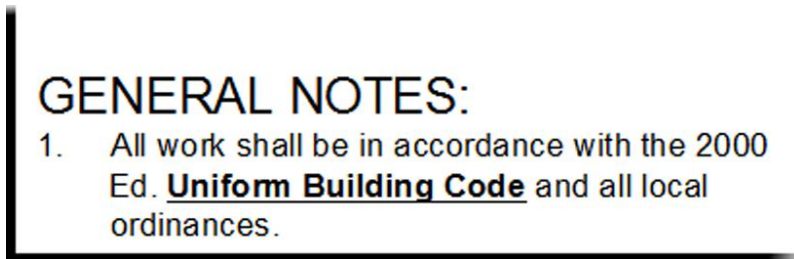 GENERAL NOTES:
1. All work shall be in accordance with the 2000
Ed. Uniform Building Code and all local
ordinances.